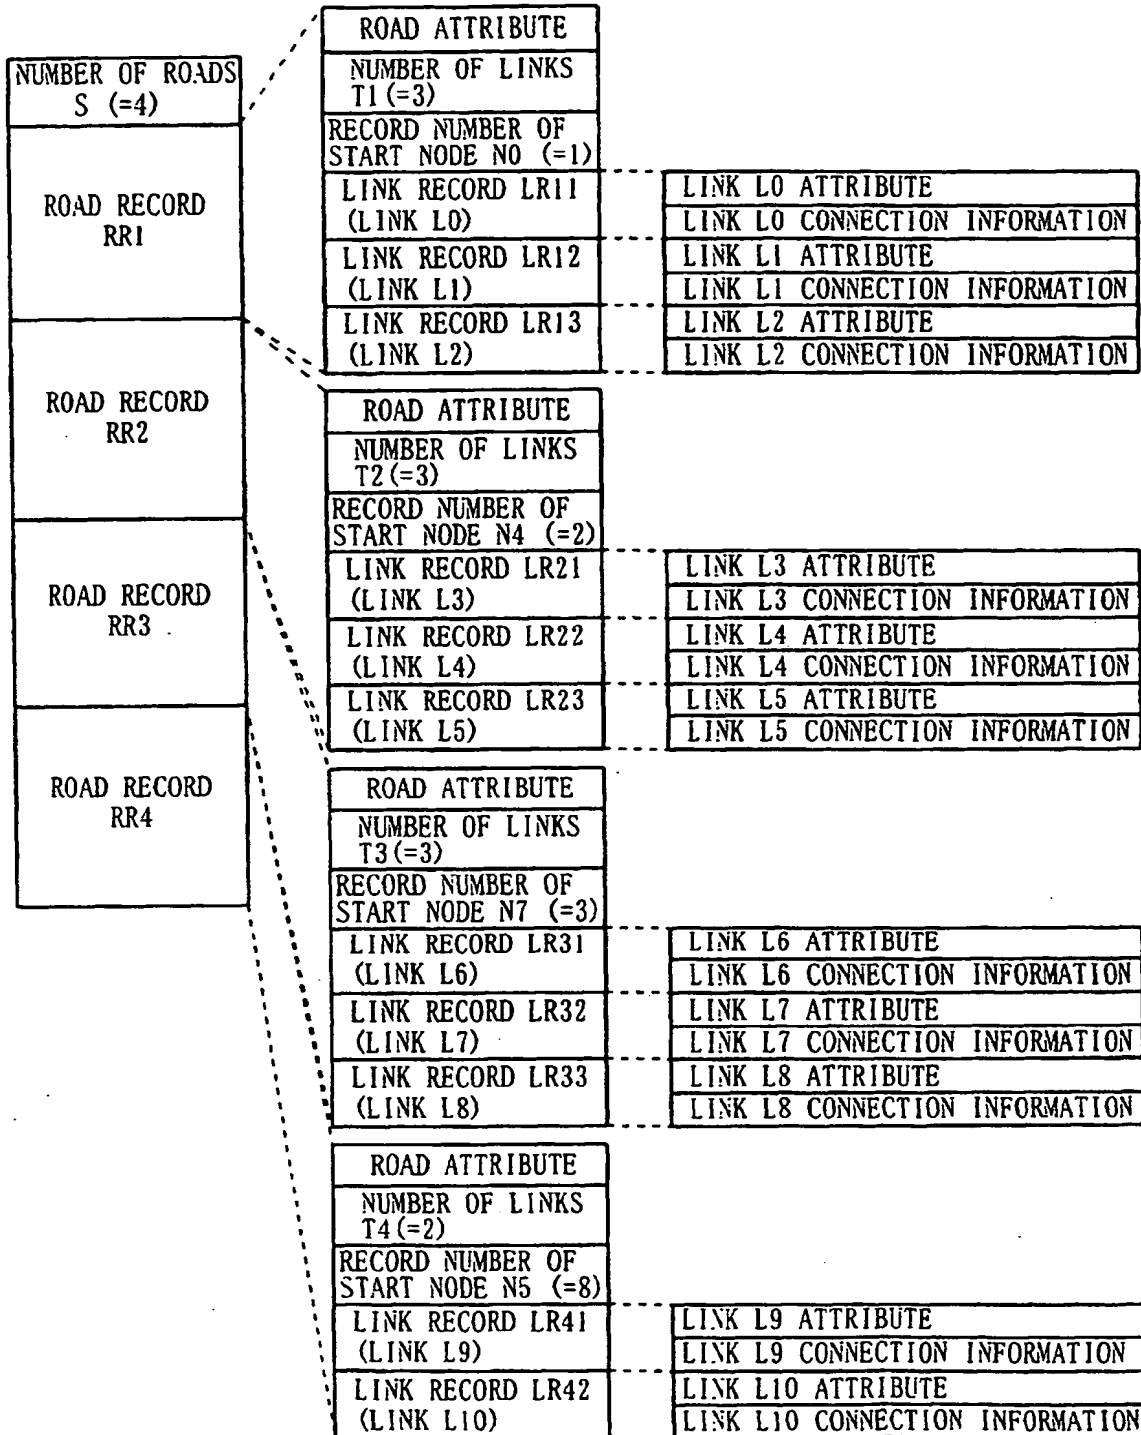 NUMBER OF ROADS
S (=4)
ROAD RECORD
RR1
ROAD RECORD
RR2
ROAD RECORD
RR3
ROAD RECORD
RR4
ROAD ATTRIBUTE
NUMBER OF LINKS
T1(=3)
RECORD NUMBER OF
START NODE N0 (=1)
LINK RECORD LR11
(LINK L0)
LINK RECORD LR12
(LINK L1)
LINK RECORD LR13
(LINK L2)
LINK L0 ATTRIBUTE
LINK L0 CONNECTION INFORMATION
LINK L1 ATTRIBUTE
LINK L1 CONNECTION INFORMATION
LINK L2 ATTRIBUTE
LINK L2 CONNECTION INFORMATION
ROAD ATTRIBUTE
NUMBER OF LINKS
T2(=3)
RECORD NUMBER OF
START NODE N4 (=2)
LINK RECORD LR21
(LINK L3)
LINK RECORD LR22
(LINK L4)
LINK RECORD LR23
(LINK L5)
LINK L3 ATTRIBUTE
LINK L3 CONNECTION INFORMATION
LINK L4 ATTRIBUTE
LINK L4 CONNECTION INFORMATION
LINK L5 ATTRIBUTE
LINK L5 CONNECTION INFORMATION
ROAD ATTRIBUTE
NUMBER OF LINKS
T3(=3)
RECORD NUMBER OF
START NODE N7 (=3)
LINK RECORD LR31
(LINK L6)
LINK RECORD LR32
(LINK L7)
LINK RECORD LR33
(LINK L8)
LINK L6 ATTRIBUTE
LINK L6 CONNECTION INFORMATION
LINK L7 ATTRIBUTE
LINK L7 CONNECTION INFORMATION
LINK L8 ATTRIBUTE
LINK L8 CONNECTION INFORMATION
ROAD ATTRIBUTE
NUMBER OF LINKS
T4(=2)
RECORD NUMBER OF
START NODE N5 (=8)
LINK RECORD LR41
(LINK L9)
LINK RECORD LR42
(LINK L10)
LINK L9 ATTRIBUTE
LINK L9 CONNECTION INFORMATION
LINK L10 ATTRIBUTE
LINK L10 CONNECTION INFORMATION